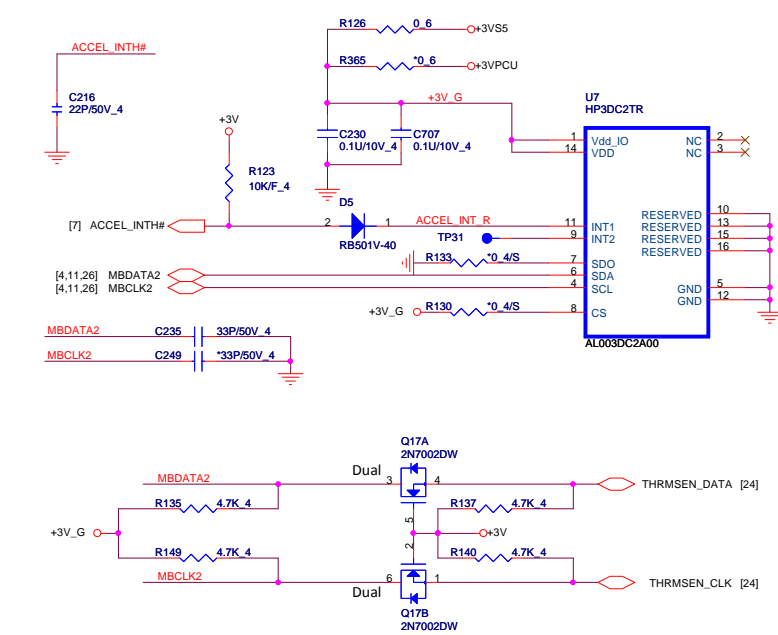 R126 0_6 +3VS5
ACCEL_INTH#
R365 *0_6 +3VPCU
C216
22P/50V_4
+3V_G
U7
HP3DC2TR
+3V
C230
0.1U/10V_4
C707
0.1U/10V_4
1 Vdd_IO NC 2
14 VDD NC 3
R123
10K/F_4
D5
RESERVED 10
[7] ACCEL_INTH# 2 1 ACCEL_INT_R 11 INT1 RESERVED 13
RB501V-40
TP31 9 INT2 RESERVED 15
RESERVED 16
R133 *0_4/S 7 SDO
[4,11,26] MBDATA2 6 SDA
[4,11,26] MBCLK2 4 SCL GND 5
GND 12
+3V_G R130 *0_4/S 8 CS
MBDATA2 C235 33P/50V_4
AL003DC2A00
MBCLK2 C249 *33P/50V_4
Q17A
2N7002DW
MBDATA2 Dual 3 4 THRMSEN_DATA [24]
R135 4.7K_4 R137 4.7K_4
5
+3V_G +3V
2
R149 4.7K_4 R140 4.7K_4
MBCLK2 6 1 THRMSEN_CLK [24]
Dual
Q17B
2N7002DW